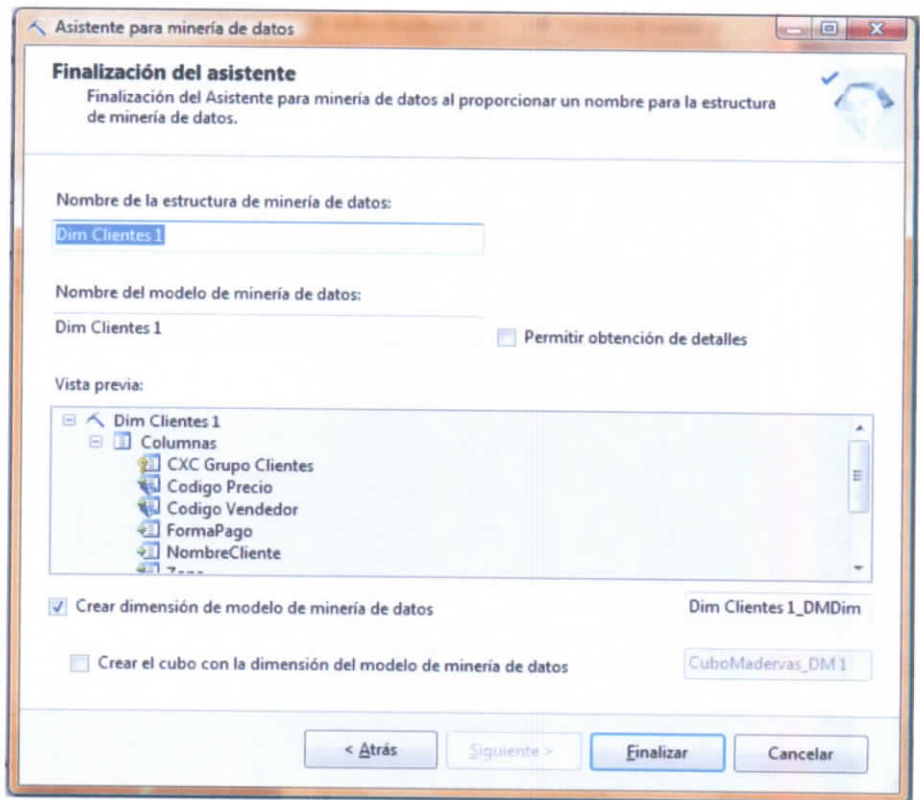 Asistente para minería de datos
Finalización del asistente
Finalización del Asistente para minería de datos al proporcionar un nombre para la estructura
de minería de datos.
Nombre de la estructura de minería de datos:
Dim Clientes 1
Nombre del modelo de minería de datos:
Dim Clientes 1
Permitir obtención de detalles
Vista previa:
Dim Clientes 1
Columnas
CXC Grupo Clientes
Codigo Precio
Codigo Vendedor
FormaPago
NombreCliente
Crear dimensión de modelo de minería de datos
Dim Clientes 1_DMDim
Crear el cubo con la dimensión del modelo de minería de datos
CuboMadervas_DM 1
< Atrás
Siguiente >
Finalizar
Cancelar